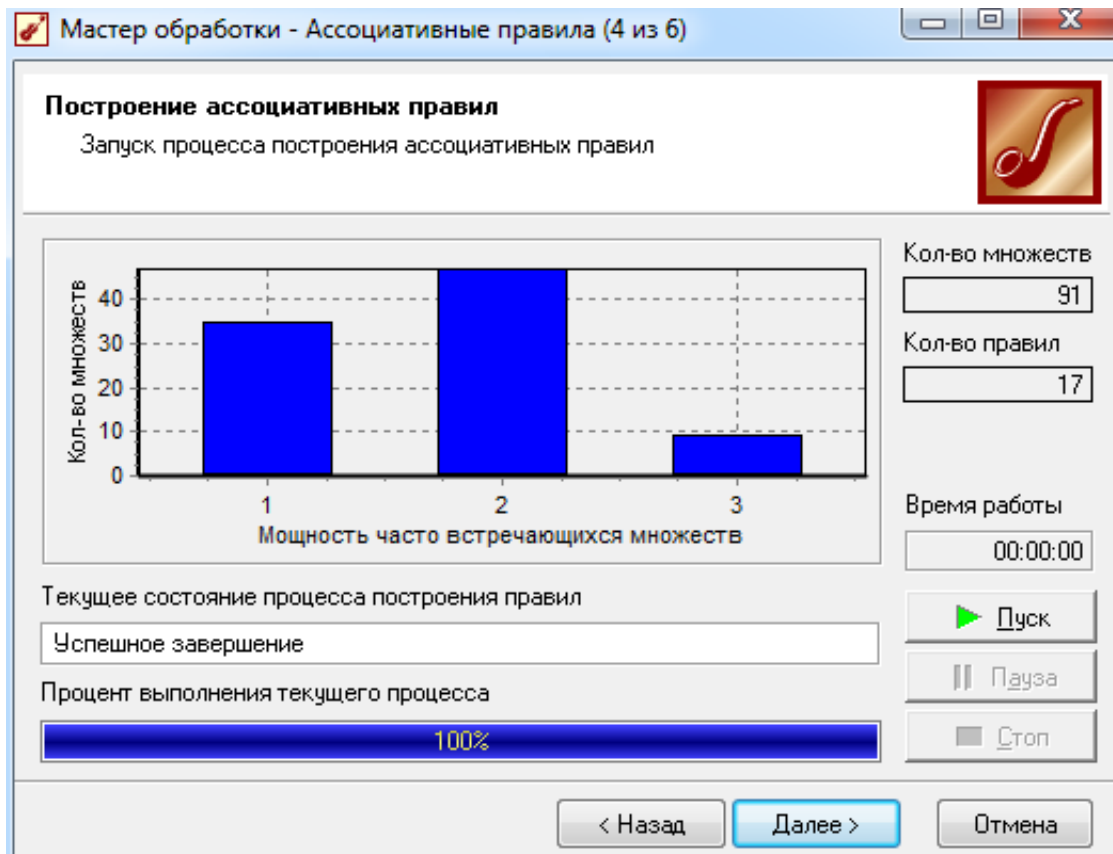 Мастер обработки - Ассоциативные правила (4 из 6)
Построение ассоциативных правил
Запуск процесса построения ассоциативных правил
Кол-во множеств
40
30
20
10
0
1 2 3
Мощность часто встречающихся множеств
Кол-во множеств
91
Кол-во правил
17
Время работы
00:00:00
Текущее состояние процесса построения правил
Успешное завершение
Процент выполнения текущего процесса
100%
Пуск
Пауза
Стоп
< Назад
Далее >
Отмена